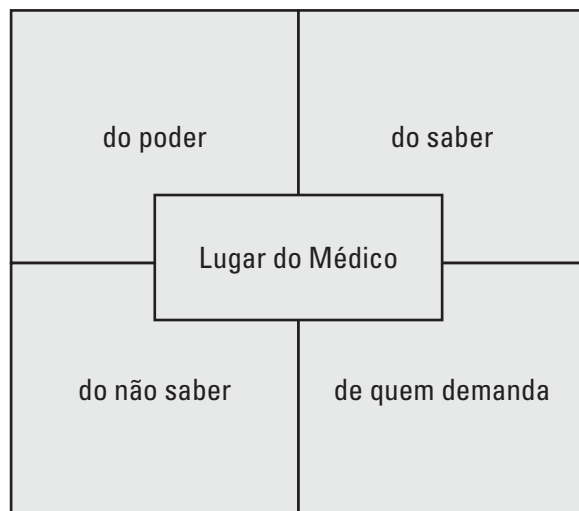 do poder
do saber
Lugar do Médico
do não saber
de quem demanda